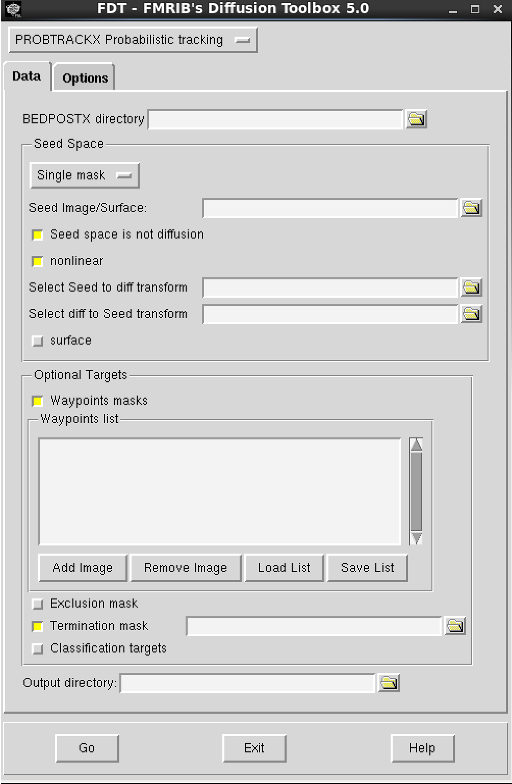 FDT - FMRIB's Diffusion Toolbox 5.0
PROBTRACKX Probabilistic tracking
Data Options
BEDPOSTX directory
Seed Space
Single mask
Seed Image/Surface:
Seed space is not diffusion
nonlinear
Select Seed to diff transform
Select diff to Seed transform
surface
Optional Targets
Waypoints masks
Waypoints list
Add Image Remove Image Load List Save List
Exclusion mask
Termination mask
Classification targets
Output directory:
Go Exit Help